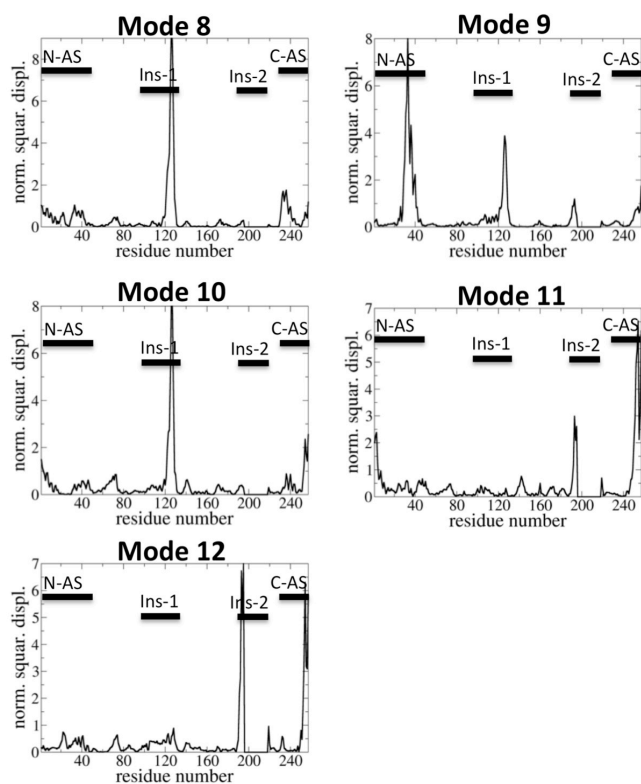 Mode 8
norm. squar. displ.
N-AS
Ins-1
Ins-2
C-AS
8
6
4
2
0
40 80 120 160 200 240
residue number
Mode 9
norm. squar. displ.
N-AS
Ins-1
Ins-2
C-AS
8
6
4
2
0
40 80 120 160 200 240
residue number
Mode 10
norm. squar. displ.
N-AS
Ins-1
Ins-2
C-AS
8
6
4
2
0
40 80 120 160 200 240
residue number
Mode 11
norm. squar. displ.
N-AS
Ins-1
Ins-2
C-AS
7
6
5
4
3
2
1
0
40 80 120 160 200 240
residue number
Mode 12
norm. squar. displ.
N-AS
Ins-1
Ins-2
C-AS
7
6
5
4
3
2
1
0
40 80 120 160 200 240
residue number